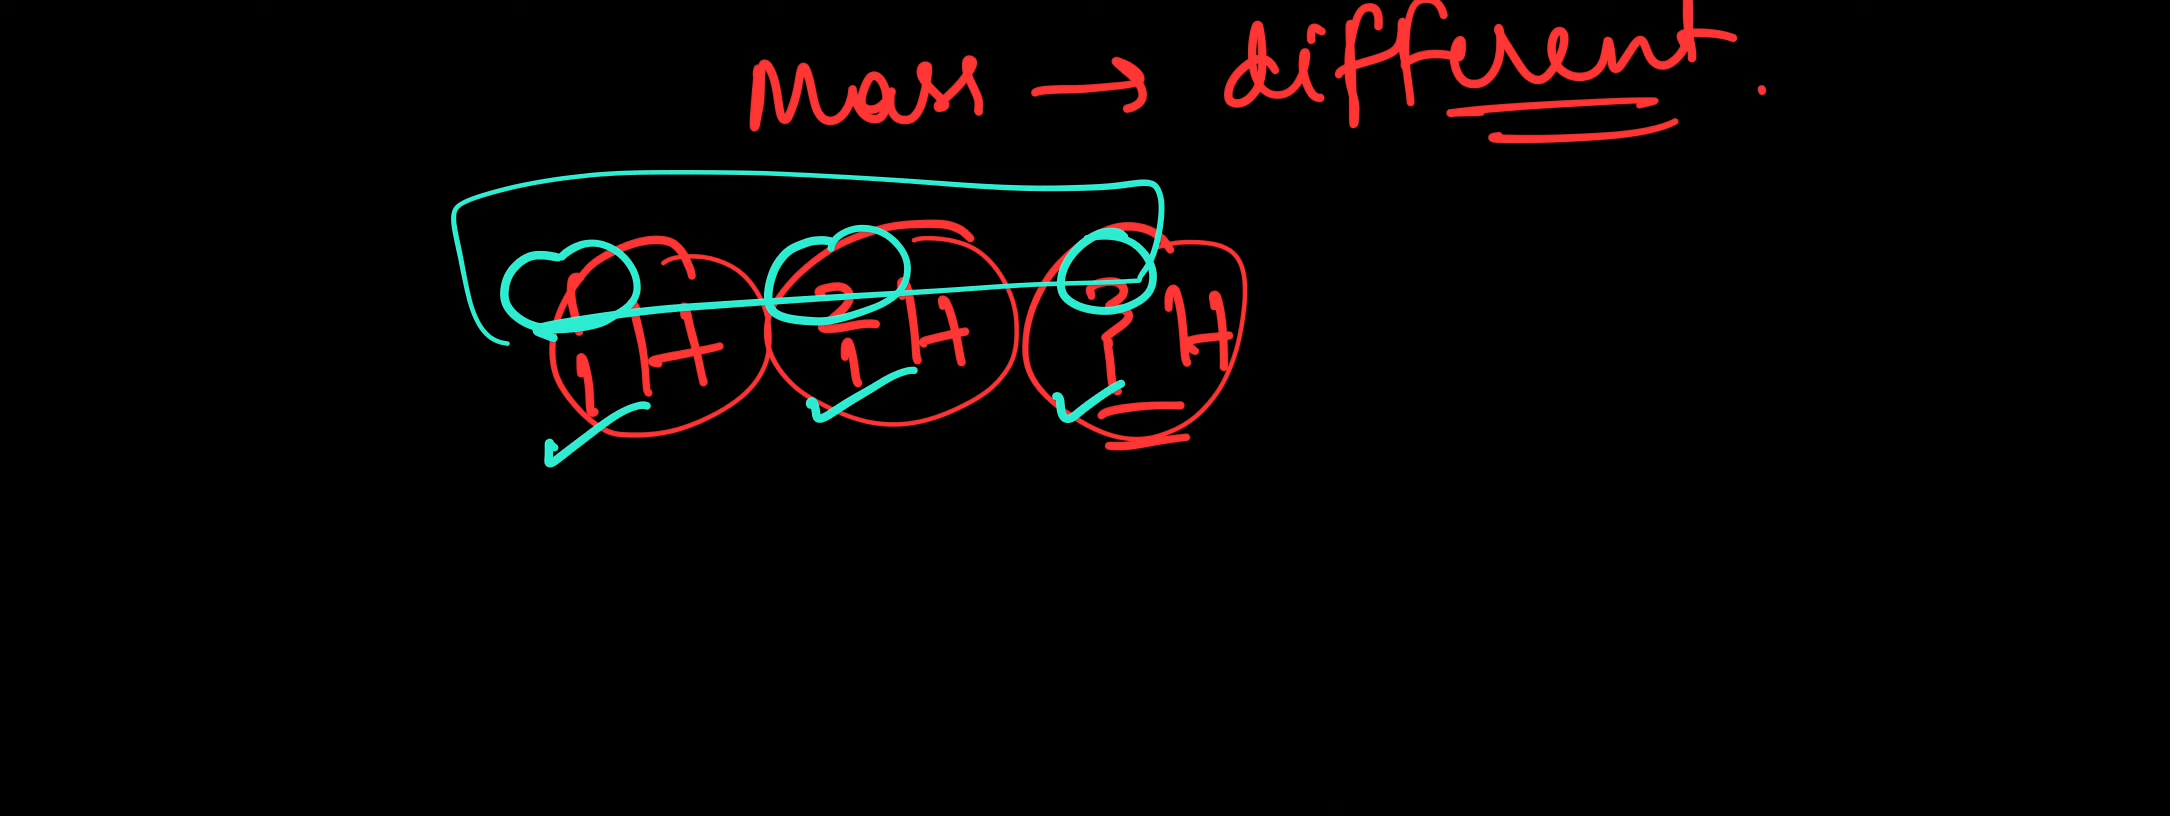 Mass → different.
¹₁H ²₁H ³₁H